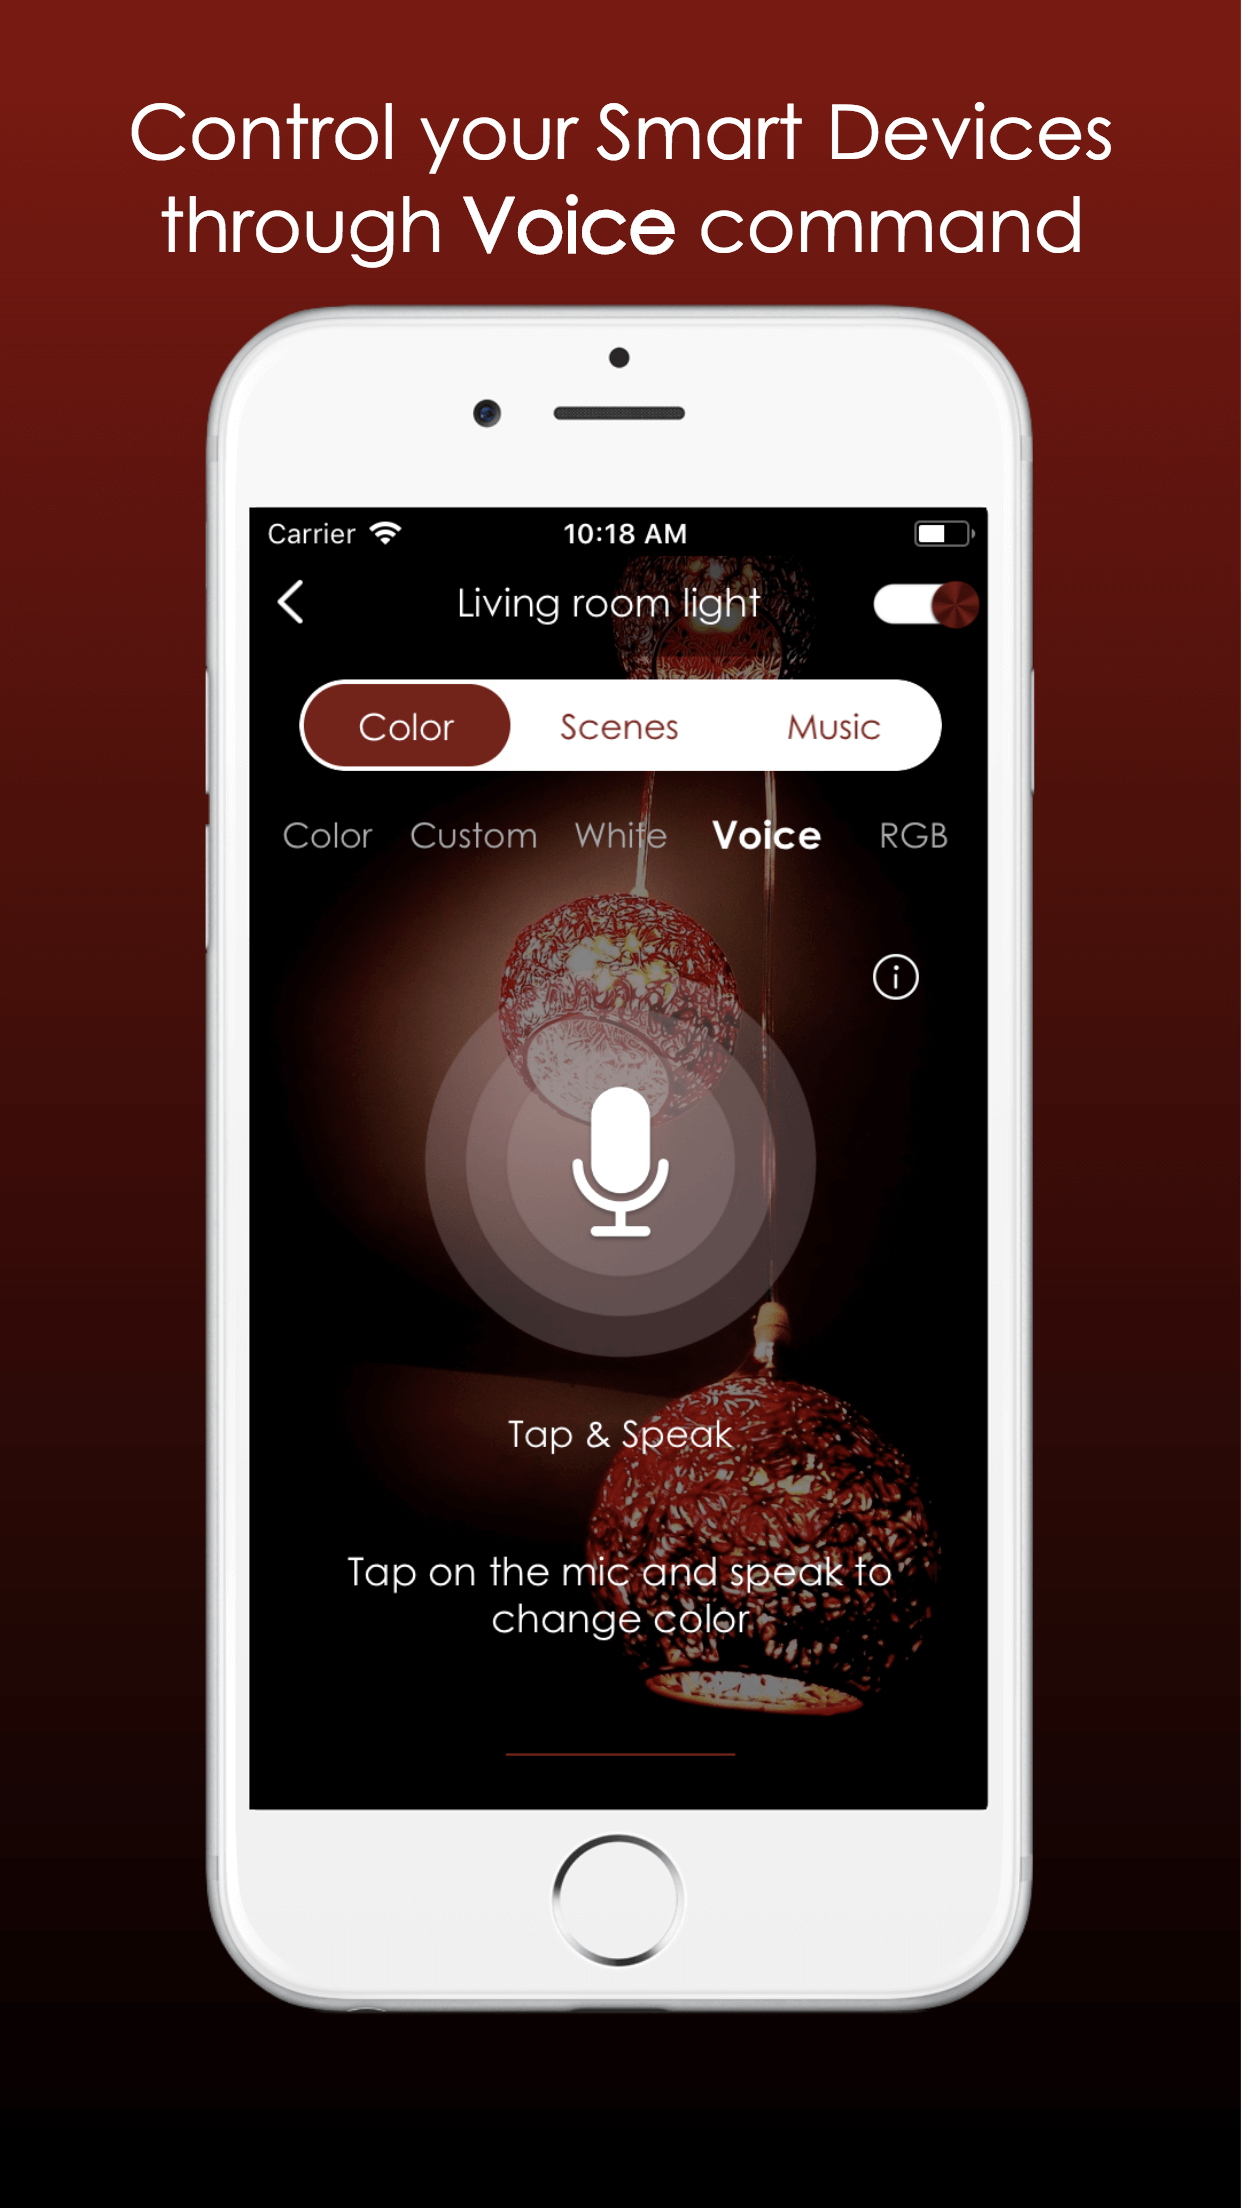 Control your Smart Devices
through Voice command
Carrier 10:18 AM
Living room light
Color Scenes Music
Color Custom White Voice RGB
i
Tap & Speak
Tap on the mic and speak to
change color